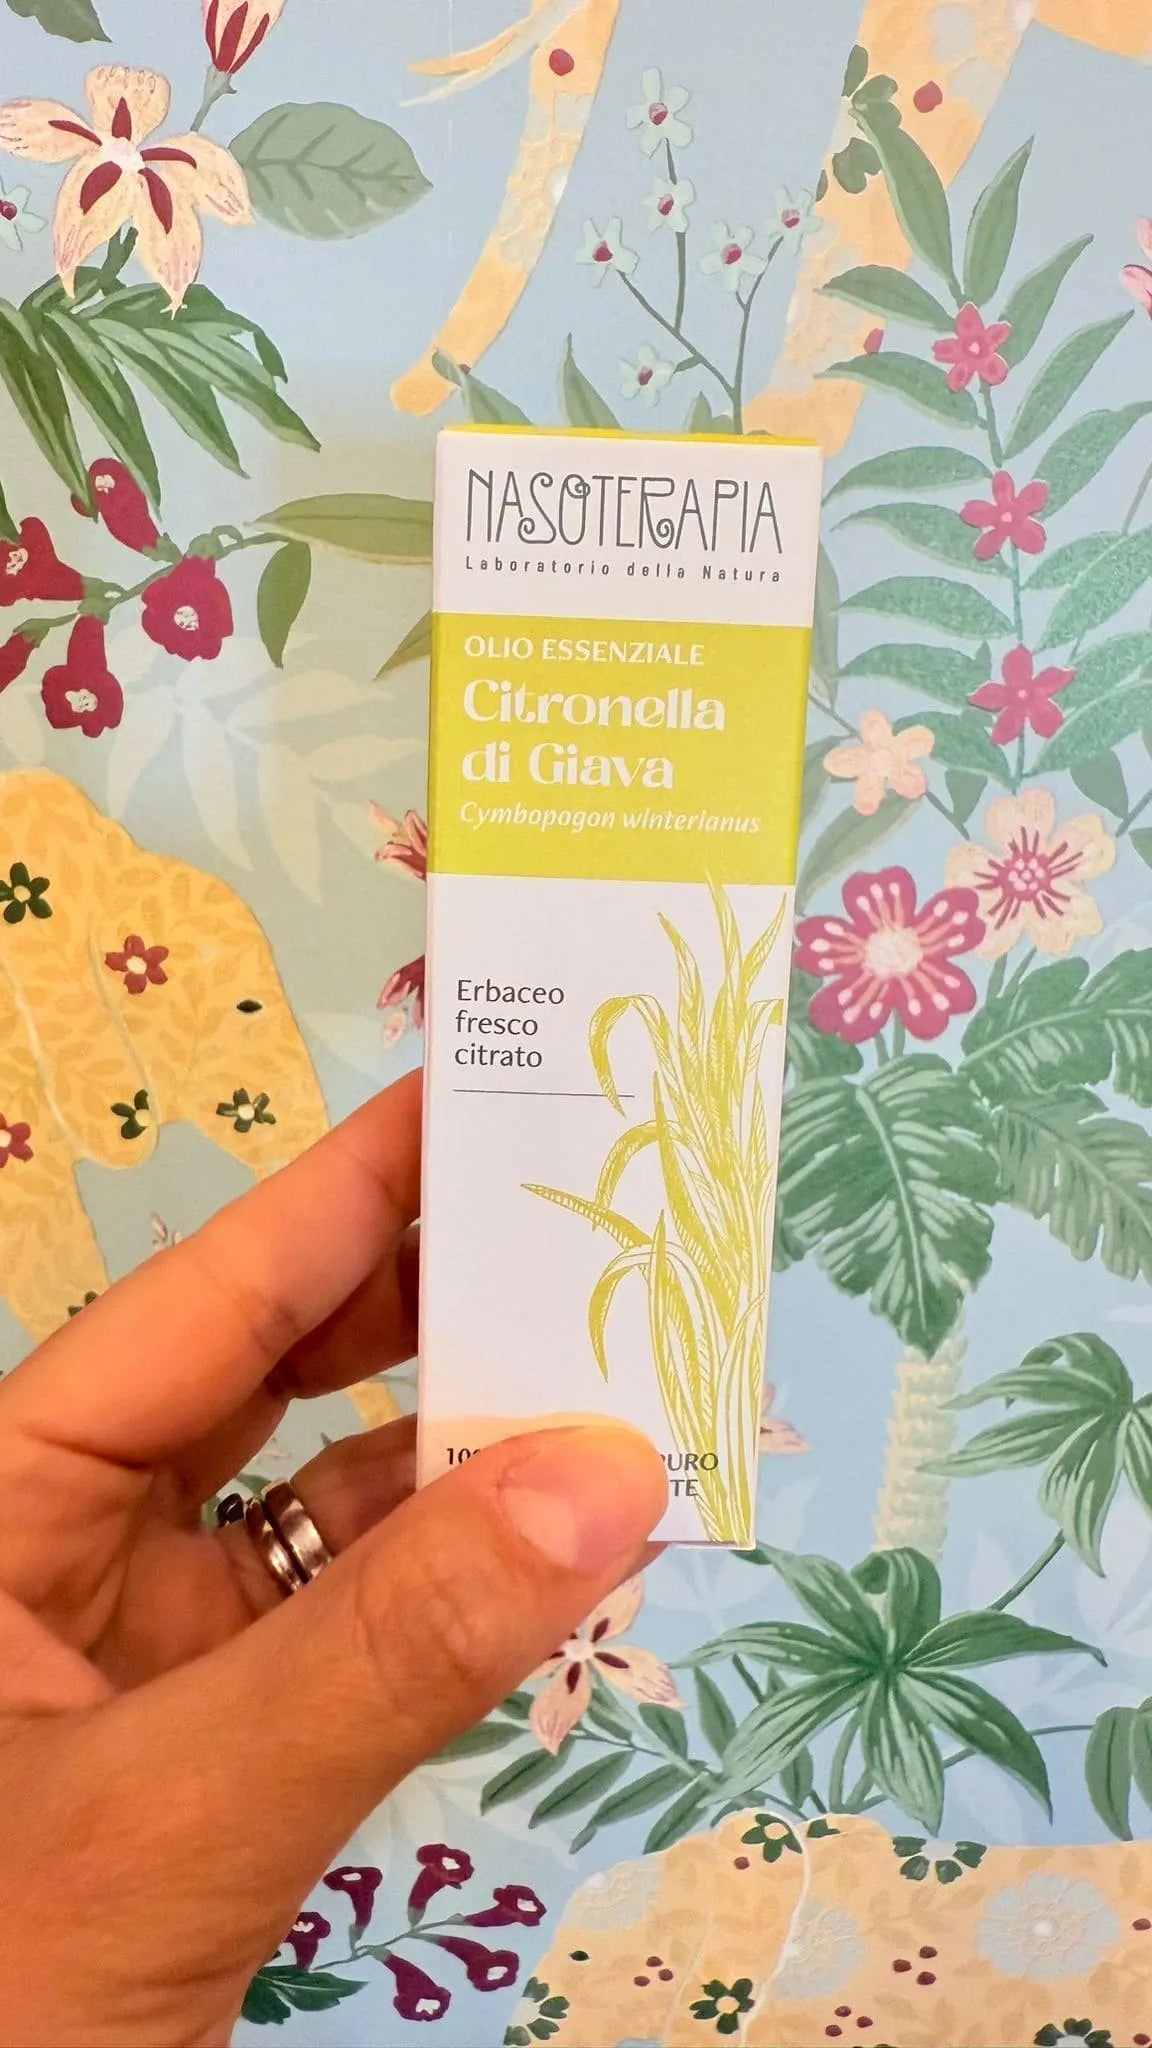 NASOTERAPIA
Laboratorio della Natura
OLIO ESSENZIALE
Citronella
di Giava
Cymbopogon winterianus
Erbaceo
fresco
citrato